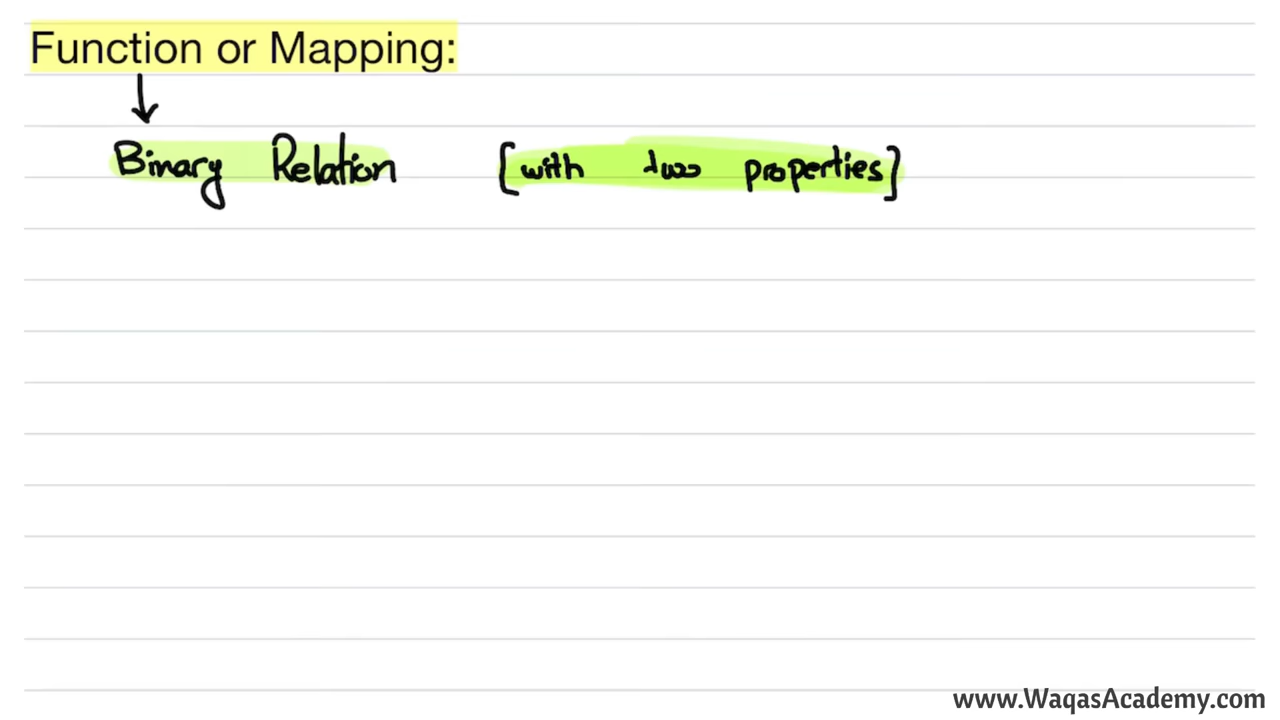 Function or Mapping:
Binary Relation [with two properties]
www.WaqasAcademy.com